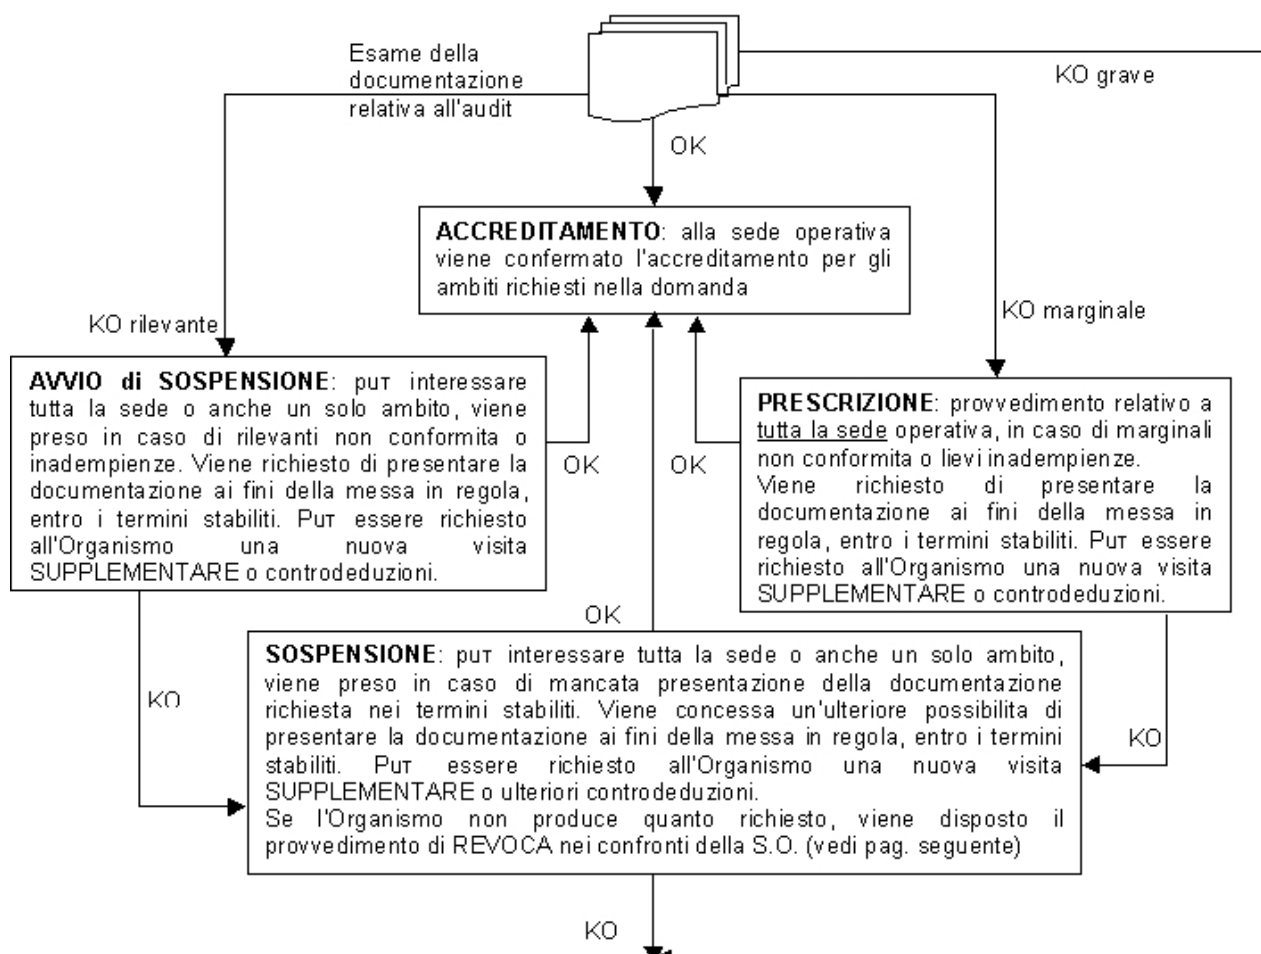 Esame della
documentazione
relativa all'audit
KO grave
OK
ACCREDITAMENTO: alla sede operativa
viene confermato l'accreditamento per gli
ambiti richiesti nella domanda
KO rilevante
KO marginale
AVVIO di SOSPENSIONE: puт interessare
tutta la sede o anche un solo ambito, viene
preso in caso di rilevanti non conformita o
inadempienze. Viene richiesto di presentare la
documentazione ai fini della messa in regola,
entro i termini stabiliti. Puт essere richiesto
all'Organismo una nuova visita
SUPPLEMENTARE o controdeduzioni.
OK
OK
PRESCRIZIONE: provvedimento relativo a
tutta la sede operativa, in caso di marginali
non conformita o lievi inadempienze.
Viene richiesto di presentare la
documentazione ai fini della messa in
regola, entro i termini stabiliti. Puт essere
richiesto all'Organismo una nuova visita
SUPPLEMENTARE o controdeduzioni.
OK
SOSPENSIONE: puт interessare tutta la sede o anche un solo ambito,
viene preso in caso di mancata presentazione della documentazione
richiesta nei termini stabiliti. Viene concessa un'ulteriore possibilita di
presentare la documentazione ai fini della messa in regola, entro i termini
stabiliti. Puт essere richiesto all'Organismo una nuova visita
SUPPLEMENTARE o ulteriori controdeduzioni.
Se l'Organismo non produce quanto richiesto, viene disposto il
provvedimento di REVOCA nei confronti della S.O. (vedi pag. seguente)
KO
KO
KO